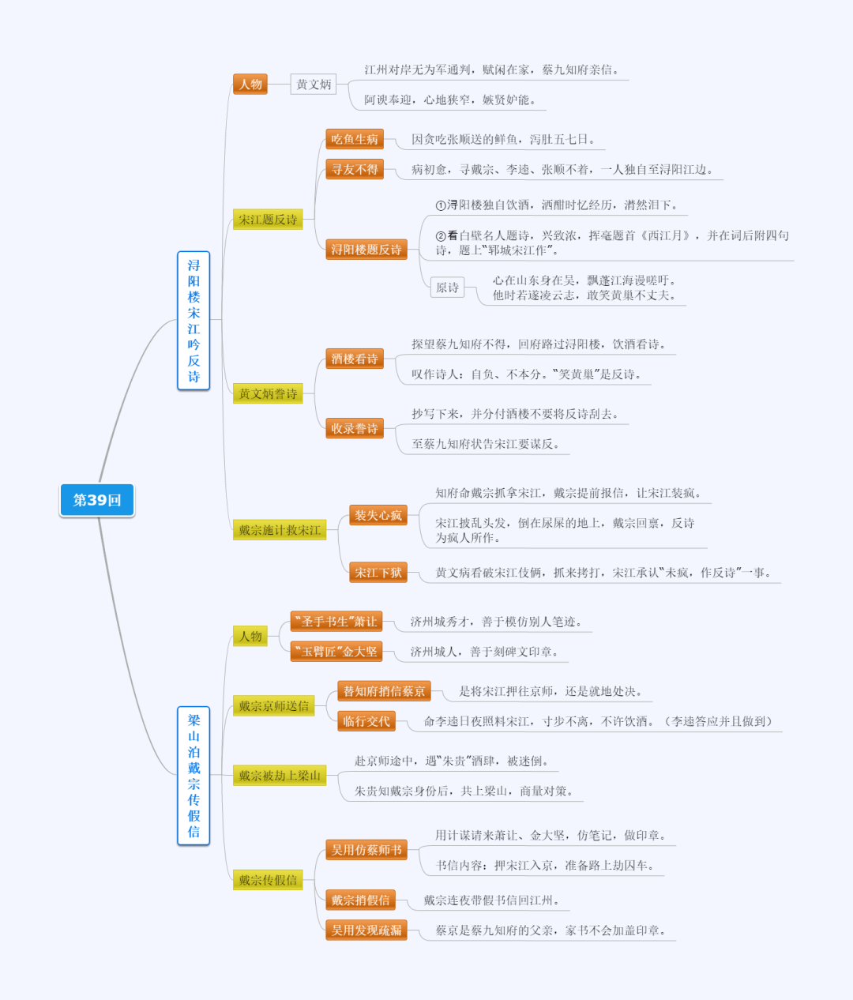 第39回
浔阳楼宋江吟反诗
人物
黄文炳
江州对岸无为军通判，赋闲在家，蔡九知府亲信。
阿谀奉迎，心地狭窄，嫉贤妒能。
宋江题反诗
吃鱼生病
因贪吃张顺送的鲜鱼，泻肚五七日。
寻友不得
病初愈，寻戴宗、李逵、张顺不着，一人独自至浔阳江边。
浔阳楼题反诗
①浔阳楼独自饮酒，酒酣时忆经历，潸然泪下。
②看白壁名人题诗，兴致浓，挥毫题首《西江月》，并在词后附四句
诗，题上“郓城宋江作”。
原诗
心在山东身在吴，飘蓬江海谩嗟吁。
他时若遂凌云志，敢笑黄巢不丈夫。
黄文炳誊诗
酒楼看诗
探望蔡九知府不得，回府路过浔阳楼，饮酒看诗。
叹作诗人：自负、不本分。“笑黄巢”是反诗。
收录誊诗
抄写下来，并分付酒楼不要将反诗刮去。
至蔡九知府状告宋江要谋反。
戴宗施计救宋江
装失心疯
知府命戴宗抓拿宋江，戴宗提前报信，让宋江装疯。
宋江披乱头发，倒在尿屎的地上，戴宗回禀，反诗
为疯人所作。
宋江下狱
黄文病看破宋江伎俩，抓来拷打，宋江承认“未疯，作反诗”一事。
梁山泊戴宗传假信
人物
“圣手书生”萧让
济州城秀才，善于模仿别人笔迹。
“玉臂匠”金大坚
济州城人，善于刻碑文印章。
戴宗京师送信
替知府捎信蔡京
是将宋江押往京师，还是就地处决。
临行交代
命李逵日夜照料宋江，寸步不离，不许饮酒。（李逵答应并且做到）
戴宗被劫上梁山
赴京师途中，遇“朱贵”酒肆，被迷倒。
朱贵知戴宗身份后，共上梁山，商量对策。
戴宗传假信
吴用仿蔡师书
用计谋请来萧让、金大坚，仿笔记，做印章。
书信内容：押宋江入京，准备路上劫囚车。
戴宗捎假信
戴宗连夜带假书信回江州。
吴用发现疏漏
蔡京是蔡九知府的父亲，家书不会加盖印章。